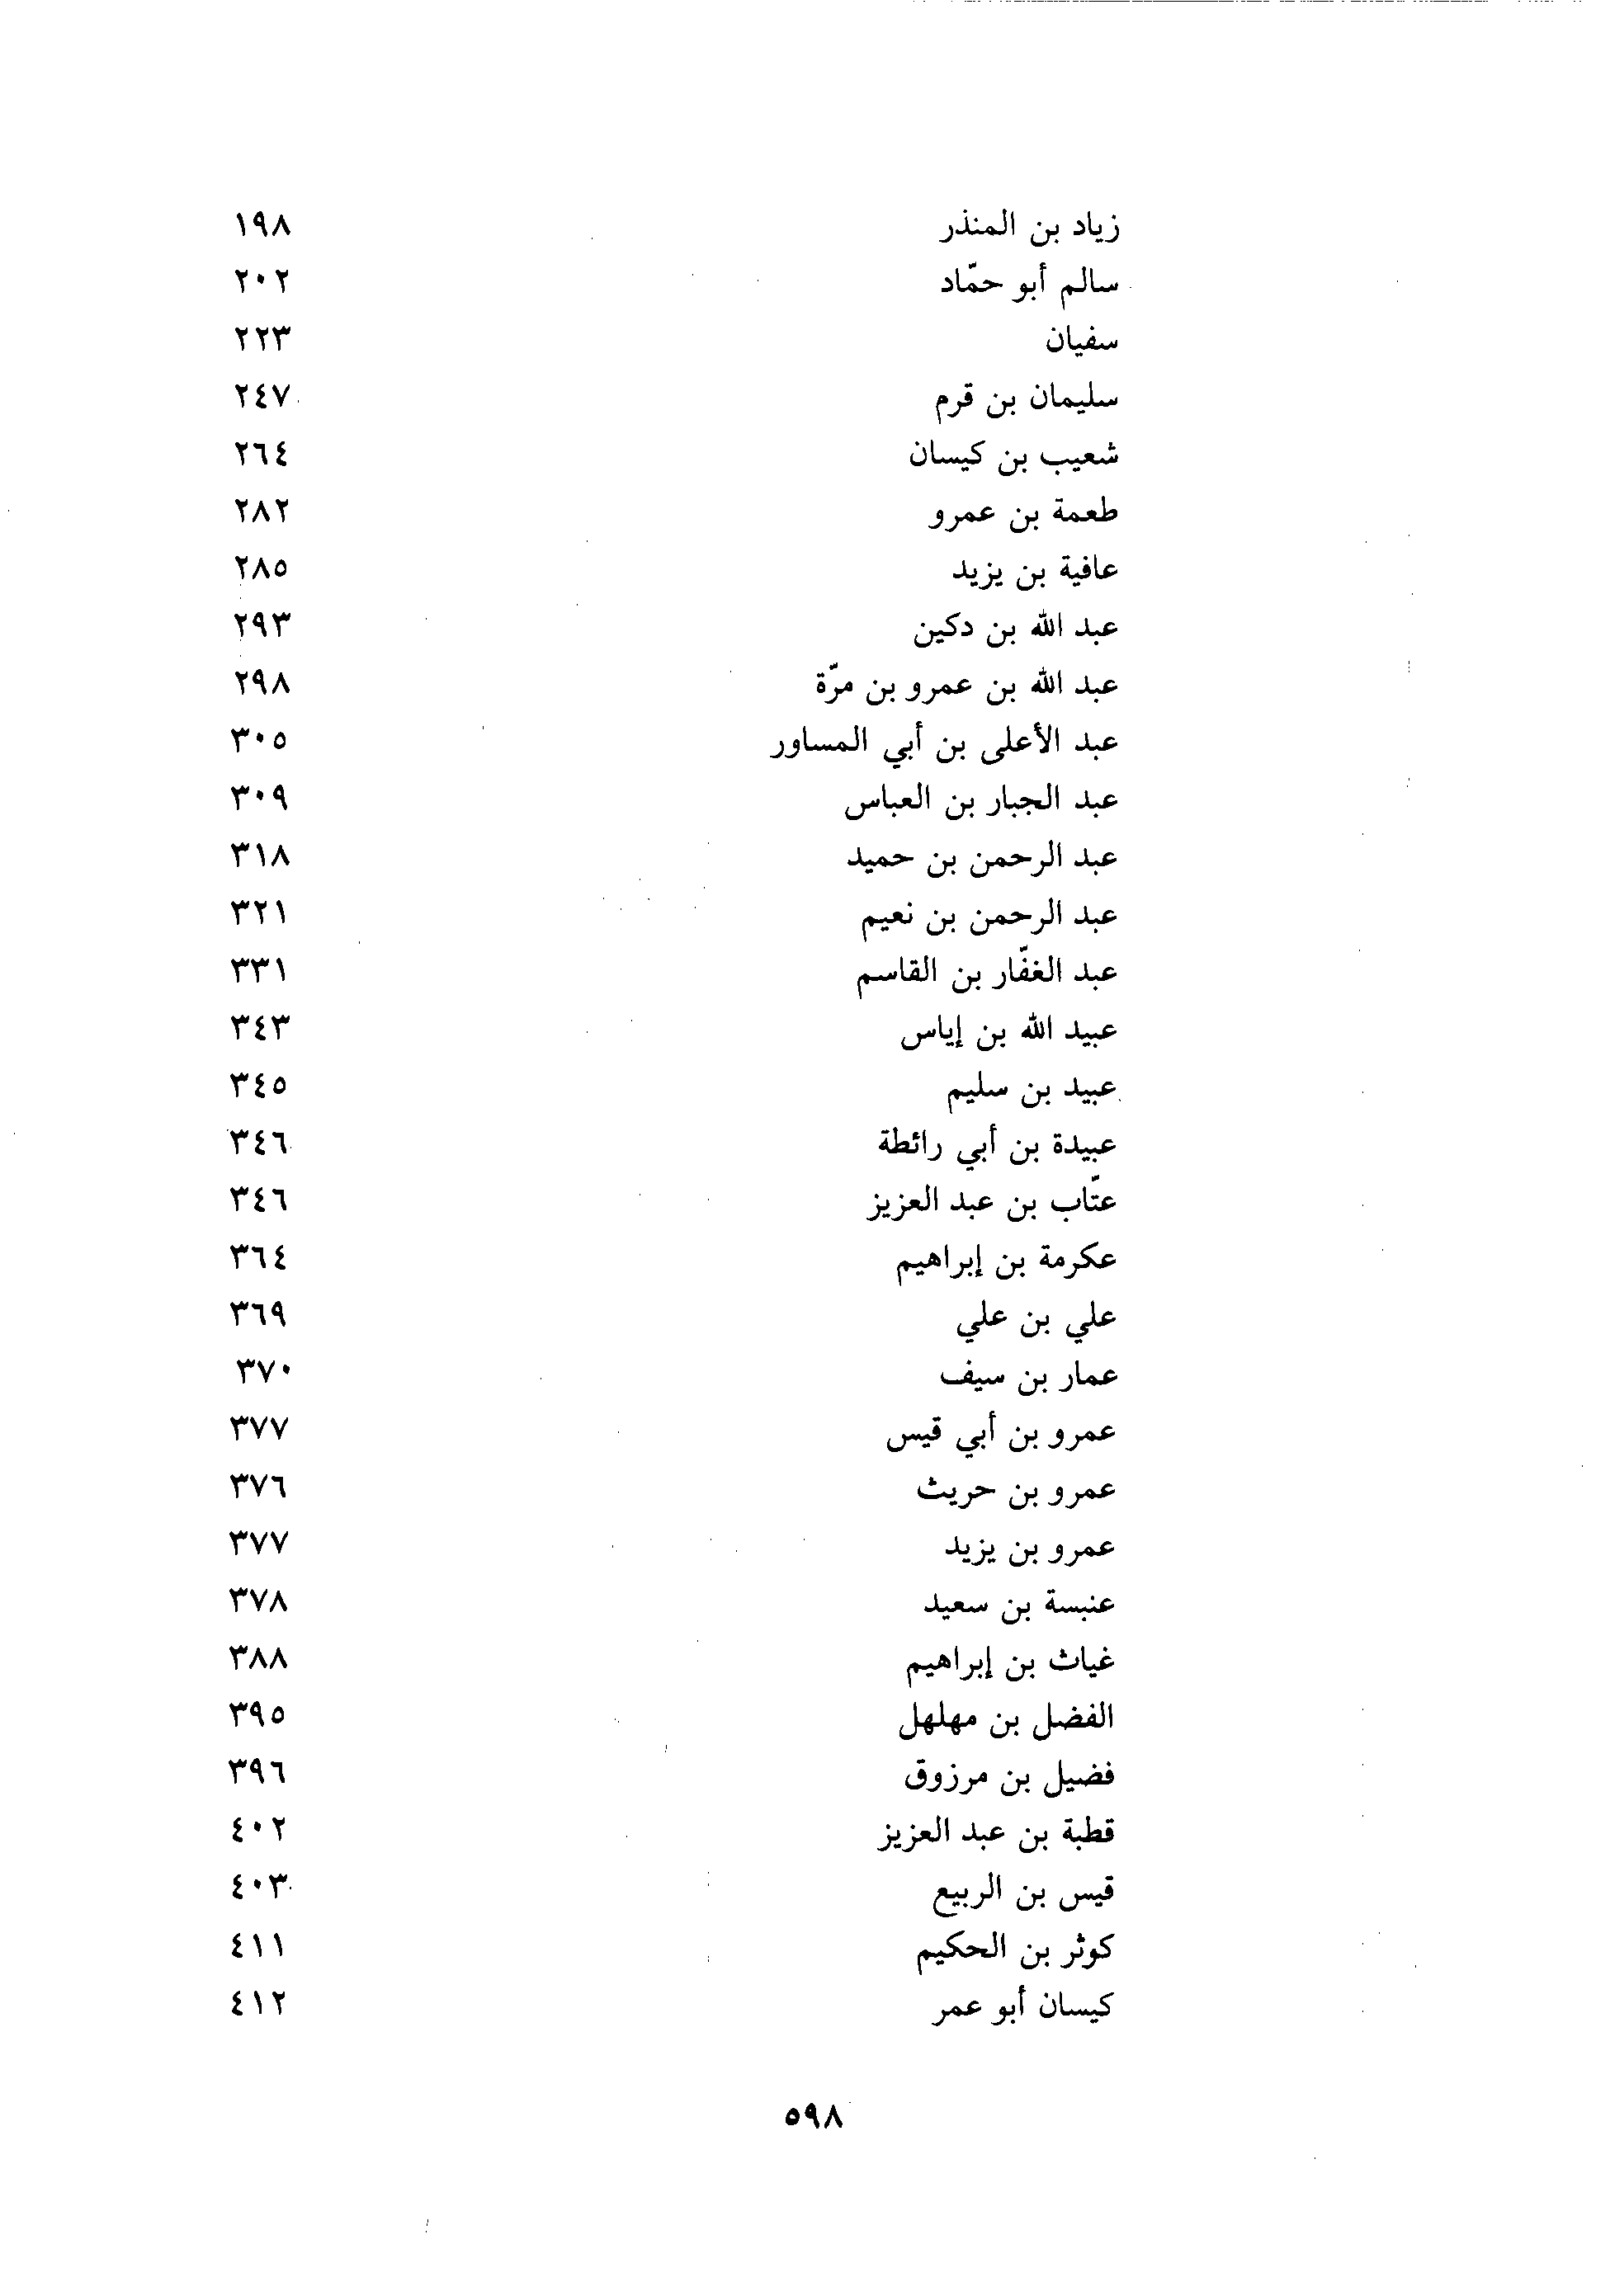 زياد بن المنذر ١٩٨
سالم أبو حمّاد ٢٠٢
سفيان ٢٢٣
سليمان بن قرم ٢٤٧
شعيب بن كيسان ٢٦٤
طعمة بن عمرو ٢٨٢
عافية بن يزيد ٢٨٥
عبد الله بن دكين ٢٩٣
عبد الله بن عمرو بن مرّة ٢٩٨
عبد الأعلى بن أبي المساور ٣٠٥
عبد الجبار بن العباس ٣٠٩
عبد الرحمن بن حميد ٣١٨
عبد الرحمن بن نعيم ٣٢١
عبد الغفّار بن القاسم ٣٣١
عبيد الله بن إياس ٣٤٣
عبيد بن سليم ٣٤٥
عبيدة بن أبي رائطة ٣٤٦
عتّاب بن عبد العزيز ٣٤٦
عكرمة بن إبراهيم ٣٦٤
علي بن علي ٣٦٩
عمار بن سيف ٣٧٠
عمرو بن أبي قيس ٣٧٧
عمرو بن حريث ٣٧٦
عمرو بن يزيد ٣٧٧
عنبسة بن سعيد ٣٧٨
غياث بن إبراهيم ٣٨٨
الفضل بن مهلهل ٣٩٥
فضيل بن مرزوق ٣٩٦
قطبة بن عبد العزيز ٤٠٢
قيس بن الربيع ٤٠٣
كوثر بن الحكيم ٤١١
كيسان أبو عمر ٤١٢
٥٩٨